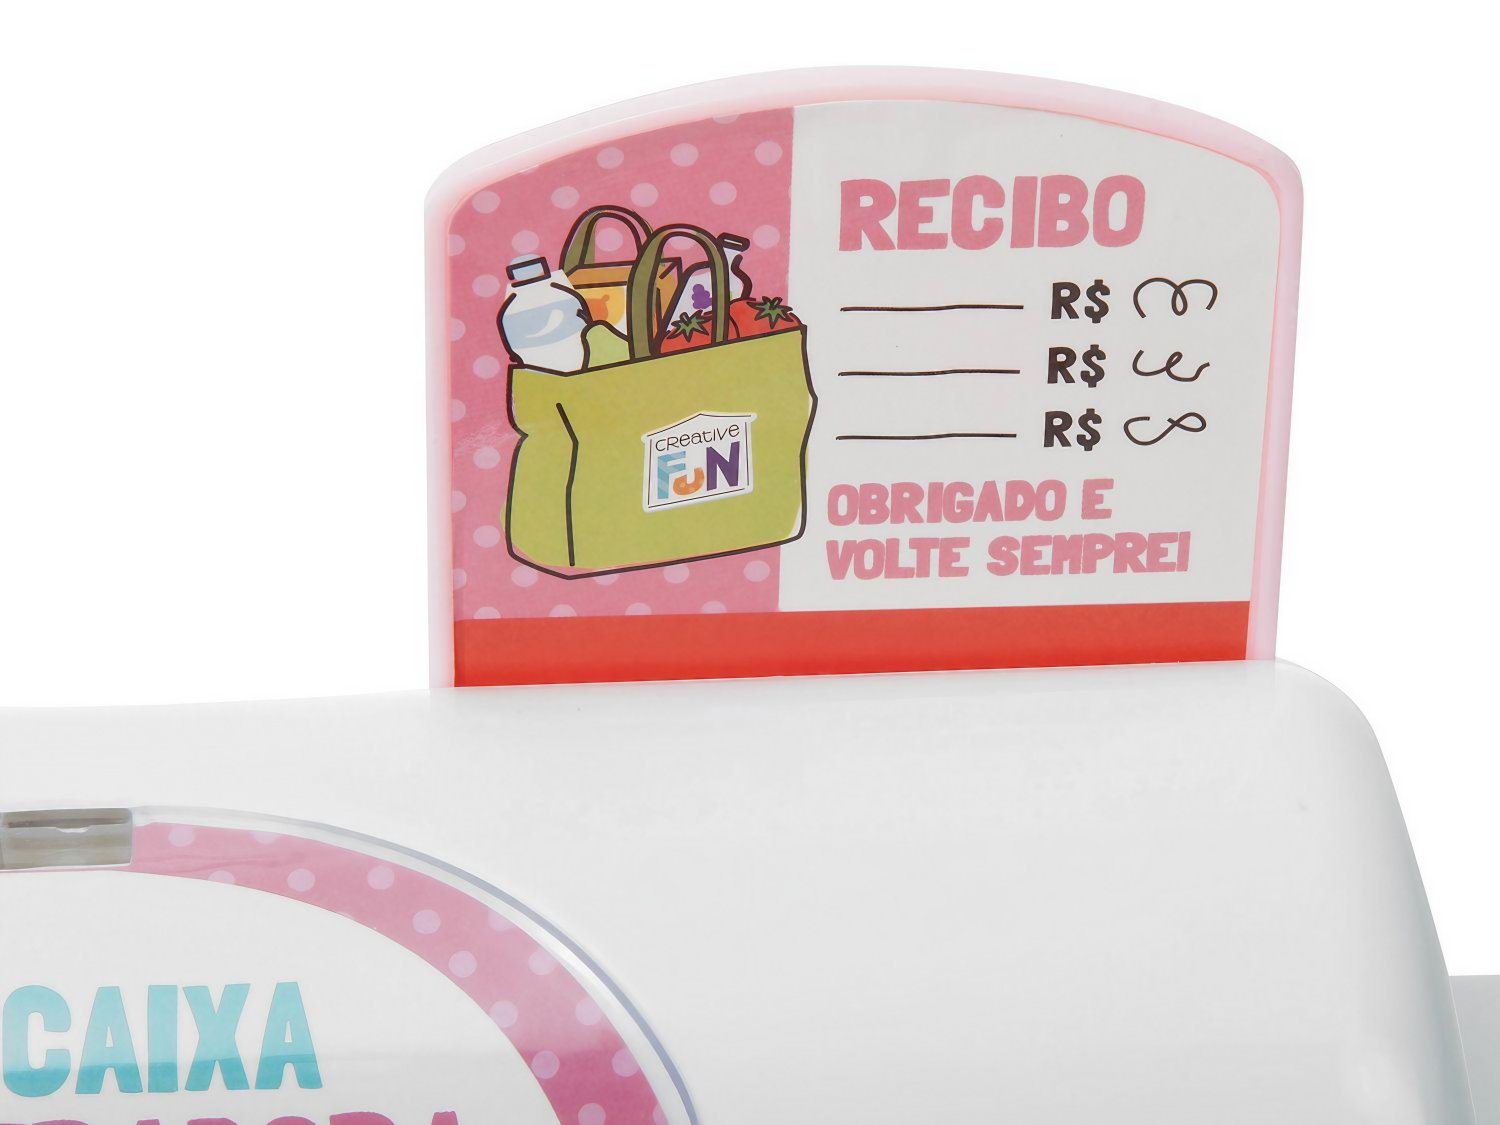 RECIBO
R$
R$
R$
creative
FUN
OBRIGADO E
VOLTE SEMPRE!
CAIXA